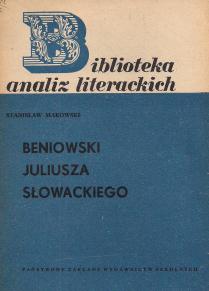 Biblioteka
analiz literackich
STANISŁAW MAKOWSKI
BENIOWSKI
JULIUSZA
SŁOWACKIEGO
PAŃSTWOWE ZAKŁADY WYDAWNICTW SZKOLNYCH